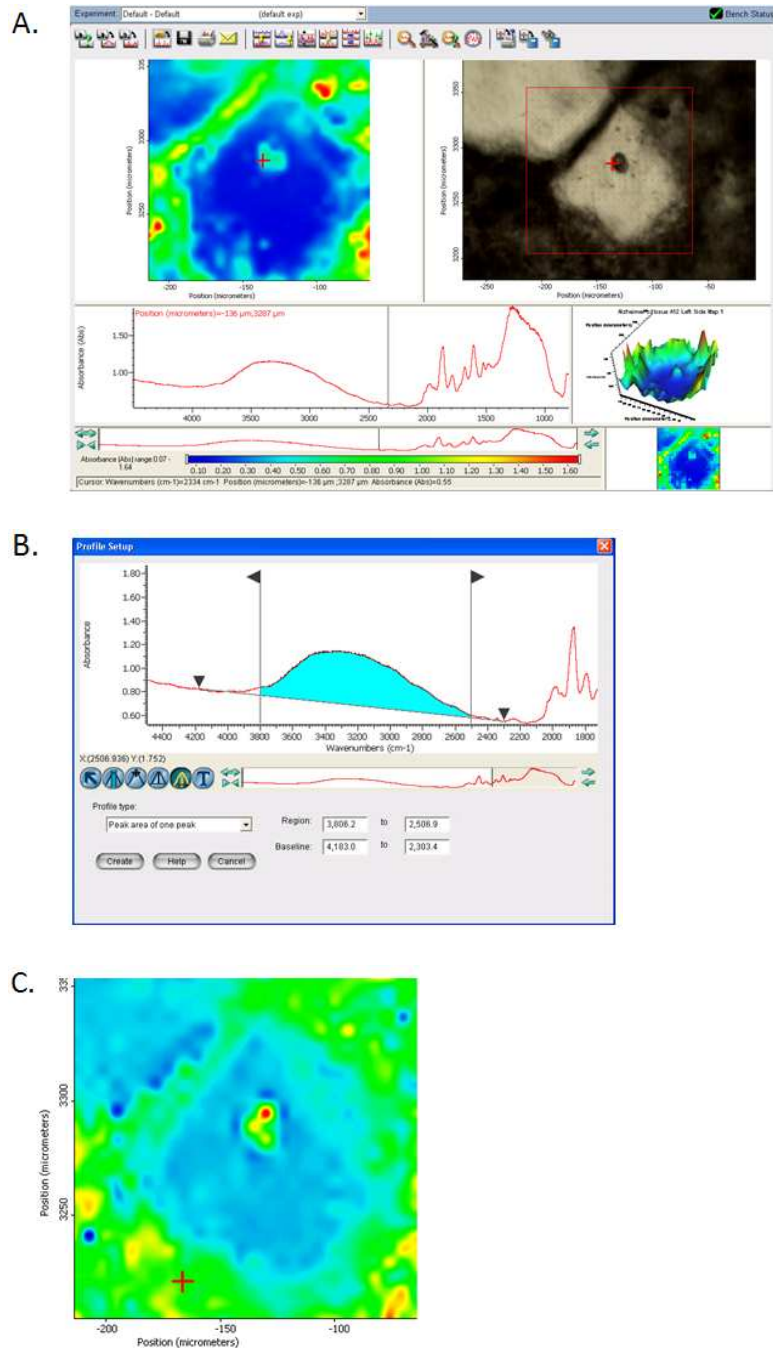 A.
Experiment: Default - Default (default exp)
Bench Status
Position (micrometers)
3300
3250
-200
-150
-100
Position (micrometers)
Position (micrometers)
3350
3300
3250
3200
-250
-200
-150
-100
-50
Position (micrometers)
Position (micrometers)=-136 µm,3287 µm
Absorbance (Abs)
1.50
1.00
4000 3500 3000 2500 2000 1500 1000
Absorbance (Abs) range:0.07 -
1.64
0.10 0.20 0.30 0.40 0.50 0.60 0.70 0.80 0.90 1.00 1.10 1.20 1.30 1.40 1.50 1.60
Cursor: Wavenumbers (cm-1)=2334 cm-1 Position (micrometers)=-136 µm ,3287 µm Absorbance (Abs)=0.55
B.
Profile Setup
Absorbance
1.80
1.60
1.40
1.20
1.00
0.80
0.60
4400 4200 4000 3800 3600 3400 3200 3000 2800 2600 2400 2200 2000 1800
Wavenumbers (cm-1)
X:(2506.936) Y:(1.752)
T
Profile type:
Peak area of one peak
Region: 3,806.2 to 2,506.9
Baseline: 4,183.0 to 2,303.4
Create Help Cancel
C.
Position (micrometers)
3300
3250
-200
-150
-100
Position (micrometers)